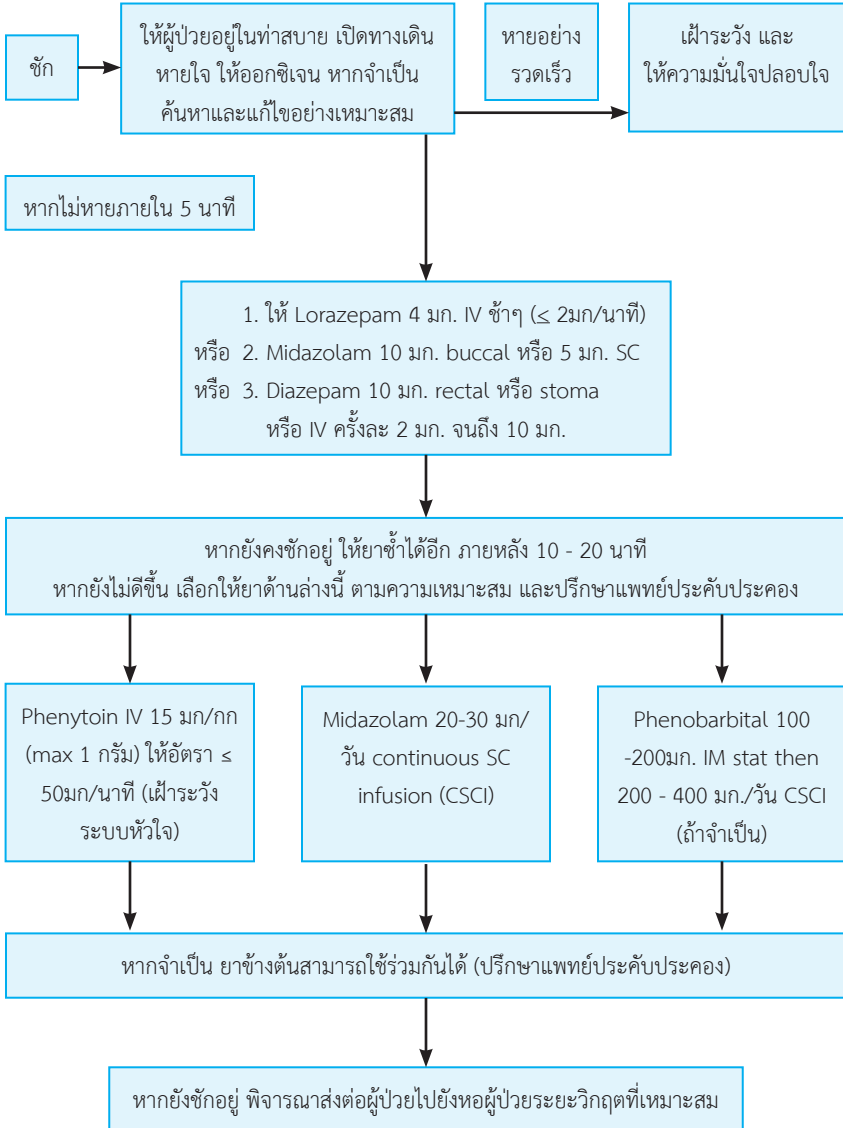 ชัก
ให้ผู้ป่วยอยู่ในท่าสบาย เปิดทางเดิน
หายใจ ให้ออกซิเจน หากจำเป็น
ค้นหาและแก้ไขอย่างเหมาะสม
หายอย่าง
รวดเร็ว
เฝ้าระวัง และ
ให้ความมั่นใจปลอบใจ
หากไม่หายภายใน 5 นาที
1. ให้ Lorazepam 4 มก. IV ช้าๆ (≤ 2มก/นาที)
หรือ 2. Midazolam 10 มก. buccal หรือ 5 มก. SC
หรือ 3. Diazepam 10 มก. rectal หรือ stoma
หรือ IV ครั้งละ 2 มก. จนถึง 10 มก.
หากยังคงชักอยู่ ให้ยาซ้ำได้อีก ภายหลัง 10 - 20 นาที
หากยังไม่ดีขึ้น เลือกให้ยาด้านล่างนี้ ตามความเหมาะสม และปรึกษาแพทย์ประคับประคอง
Phenytoin IV 15 มก/กก
(max 1 กรัม) ให้อัตรา ≤
50มก/นาที (เฝ้าระวัง
ระบบหัวใจ)
Midazolam 20-30 มก/
วัน continuous SC
infusion (CSCI)
Phenobarbital 100
-200มก. IM stat then
200 - 400 มก./วัน CSCI
(ถ้าจำเป็น)
หากจำเป็น ยาข้างต้นสามารถใช้ร่วมกันได้ (ปรึกษาแพทย์ประคับประคอง)
หากยังชักอยู่ พิจารณาส่งต่อผู้ป่วยไปยังหอผู้ป่วยระยะวิกฤตที่เหมาะสม